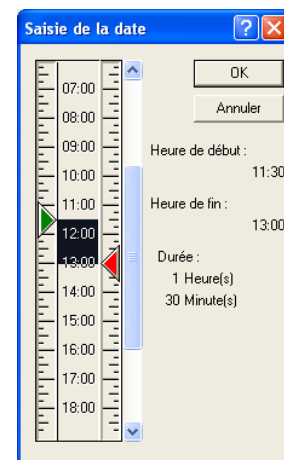 Saisie de la date
07:00
08:00
09:00
10:00
11:00
12:00
13:00
14:00
15:00
16:00
17:00
18:00
OK
Annuler
Heure de début :
11:30
Heure de fin :
13:00
Durée :
1 Heure(s)
30 Minute(s)